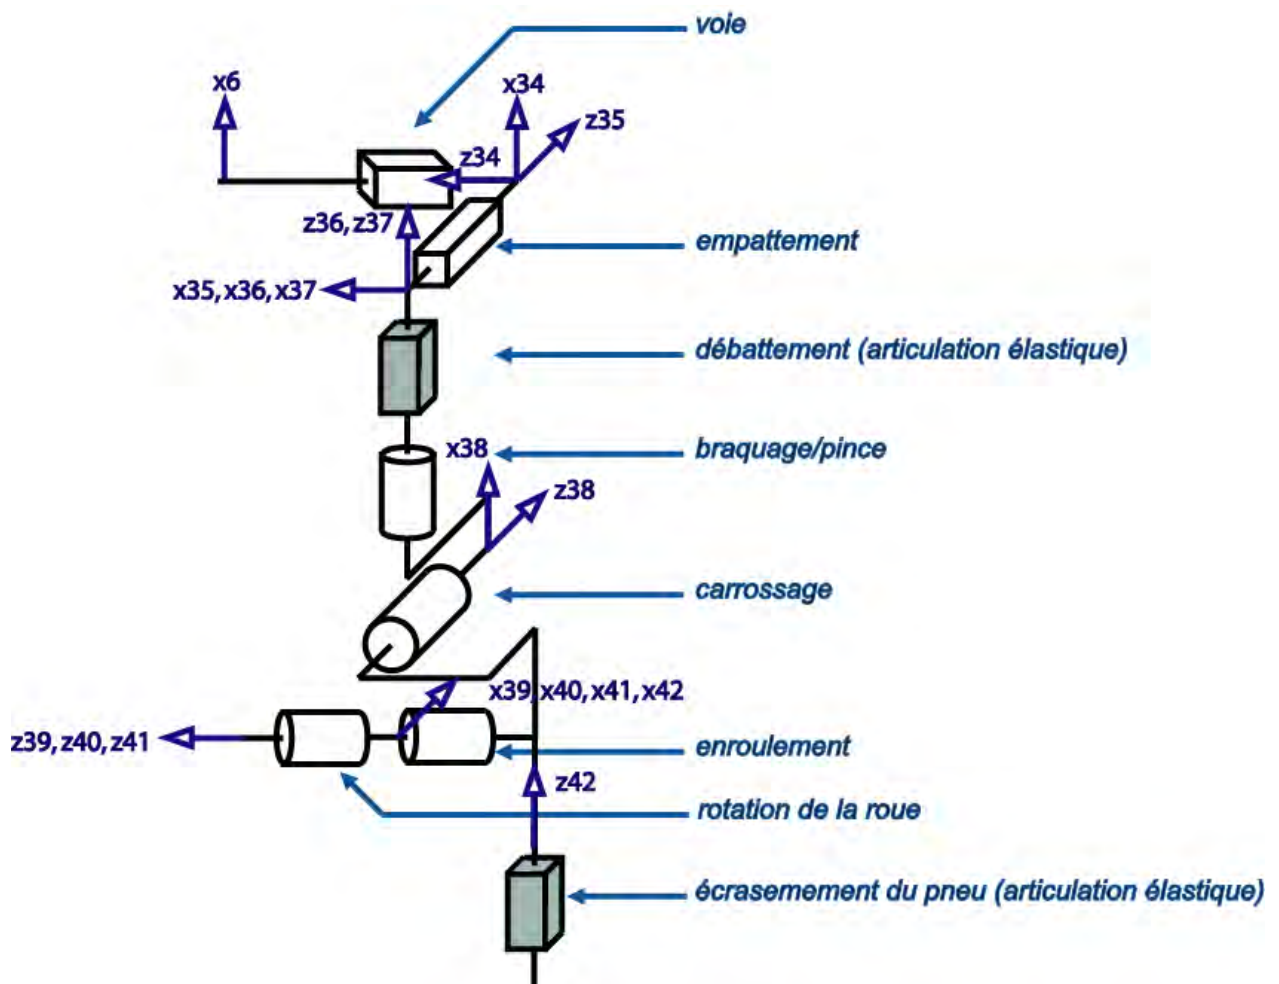 voie
x6
x34
z35
z34
z36, z37
empattement
x35, x36, x37
débattement (articulation élastique)
x38
braquage/pince
z38
carrossage
x39, x40, x41, x42
z39, z40, z41
enroulement
z42
rotation de la roue
écrasemement du pneu (articulation élastique)